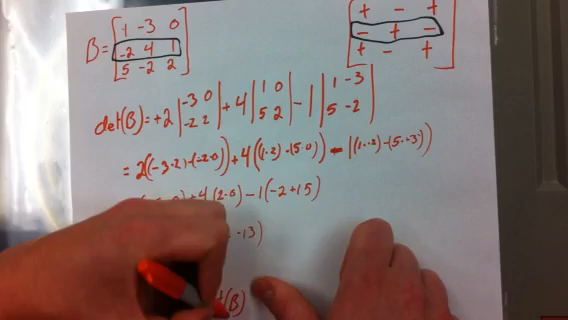 B = [1 -3 0
-2 4 1
5 -2 2]
+ - +
- + -
+ - +
det(B) = +2 |-3 0| + 4 |1 0| - 1 |1 -3|
|-2 2| |5 2| |5 -2|
= 2((-3·2)-(-2·0)) + 4((1·2)-(5·0)) - 1((1·-2)-(5·-3))
4(2-0) - 1(-2+15)
-13)
(B)